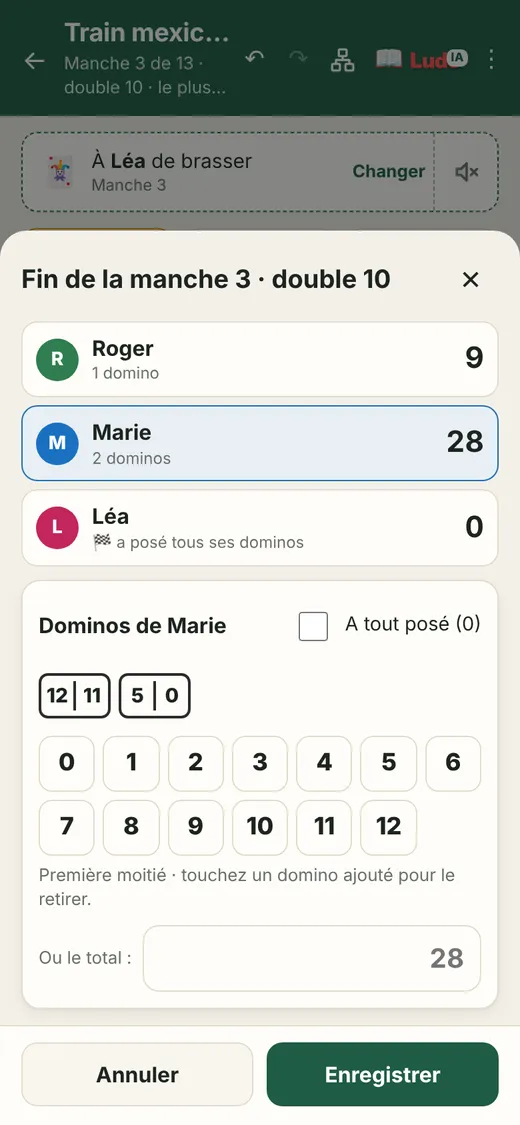 Train mexic...
Manche 3 de 13 ·
double 10 · le plus...
LudIA
À Léa de brasser
Manche 3
Changer
Fin de la manche 3 · double 10
R
Roger
1 domino
9
M
Marie
2 dominos
28
L
Léa
a posé tous ses dominos
0
Dominos de Marie
A tout posé (0)
12 | 11 5 | 0
0 1 2 3 4 5 6
7 8 9 10 11 12
Première moitié · touchez un domino ajouté pour le
retirer.
Ou le total :
28
Annuler
Enregistrer